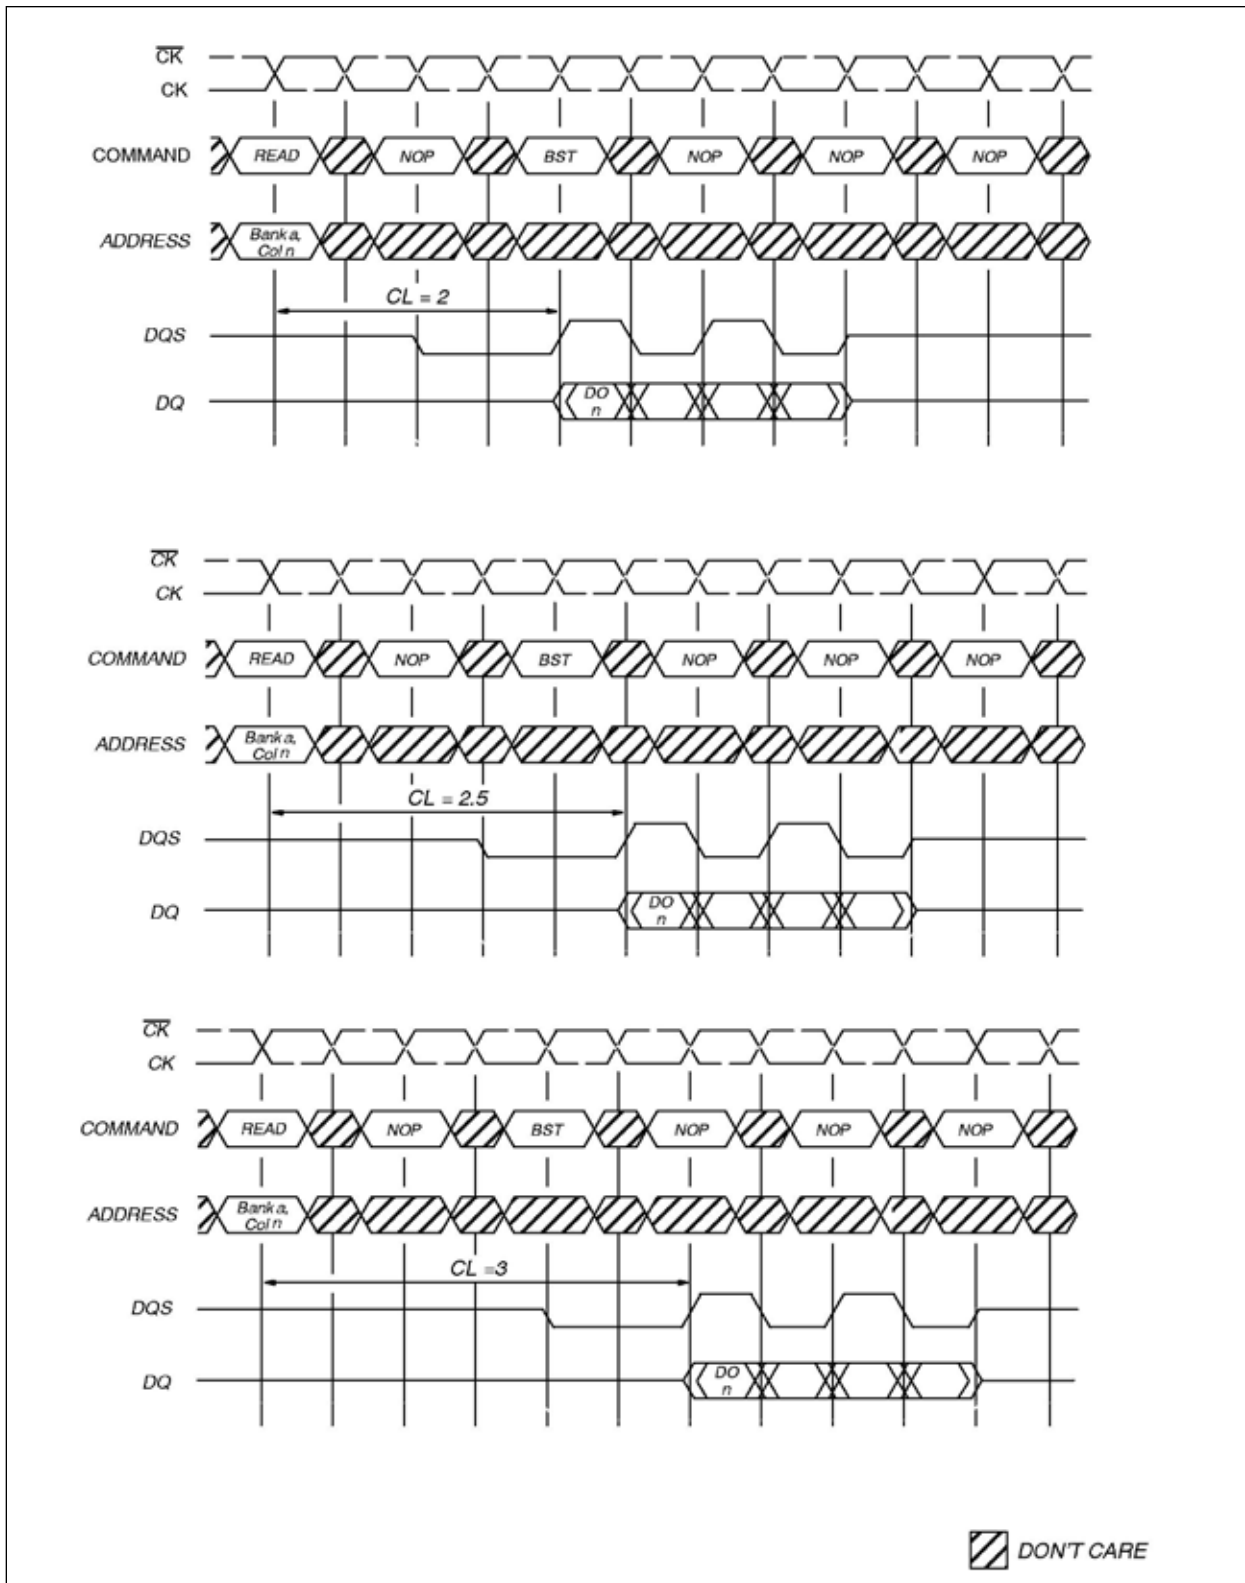 CK
CK
COMMAND READ NOP BST NOP NOP NOP
ADDRESS Bank a,
Col n
CL = 2
DQS
DQ DO
n
CK
CK
COMMAND READ NOP BST NOP NOP NOP
ADDRESS Bank a,
Col n
CL = 2.5
DQS
DQ DO
n
CK
CK
COMMAND READ NOP BST NOP NOP NOP
ADDRESS Bank a,
Col n
CL =3
DQS
DQ DO
n
DON'T CARE